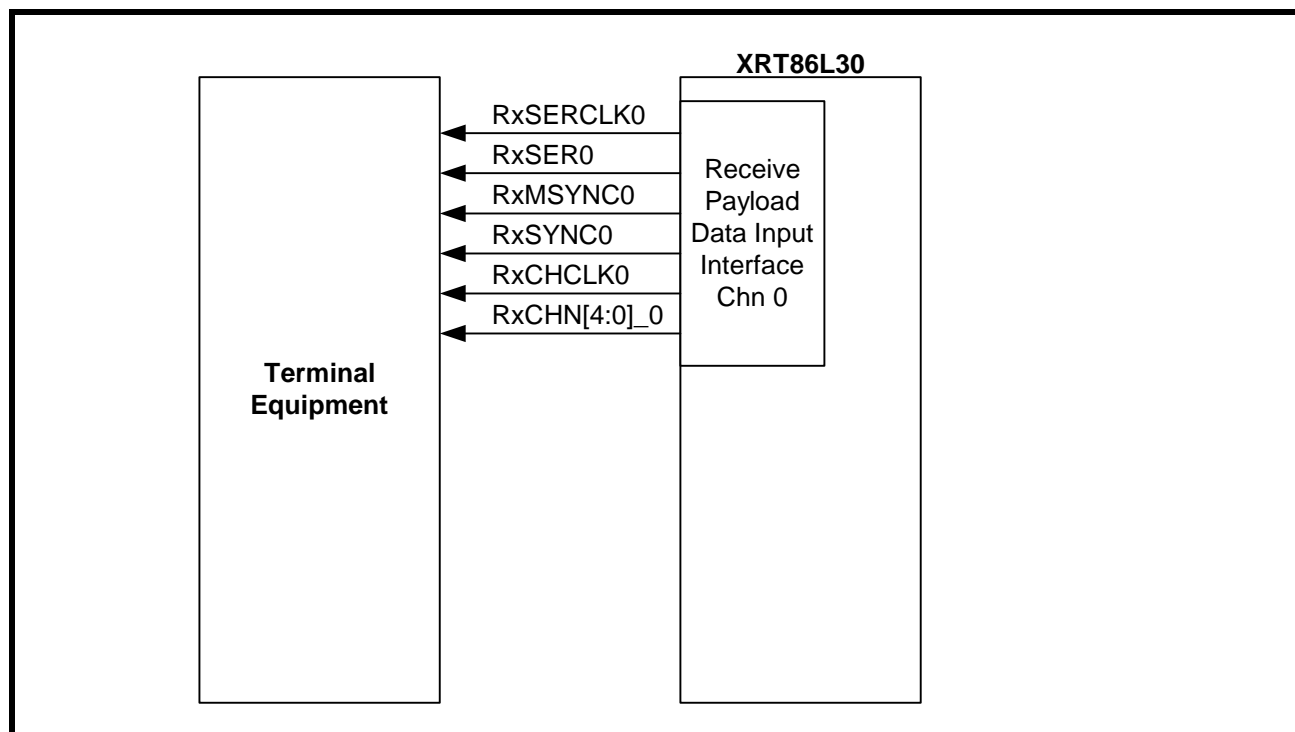 XRT86L30
RxSERCLK0
RxSER0
RxMSYNC0
RxSYNC0
RxCHCLK0
RxCHN[4:0]_0
Receive
Payload
Data Input
Interface
Chn 0
Terminal
Equipment